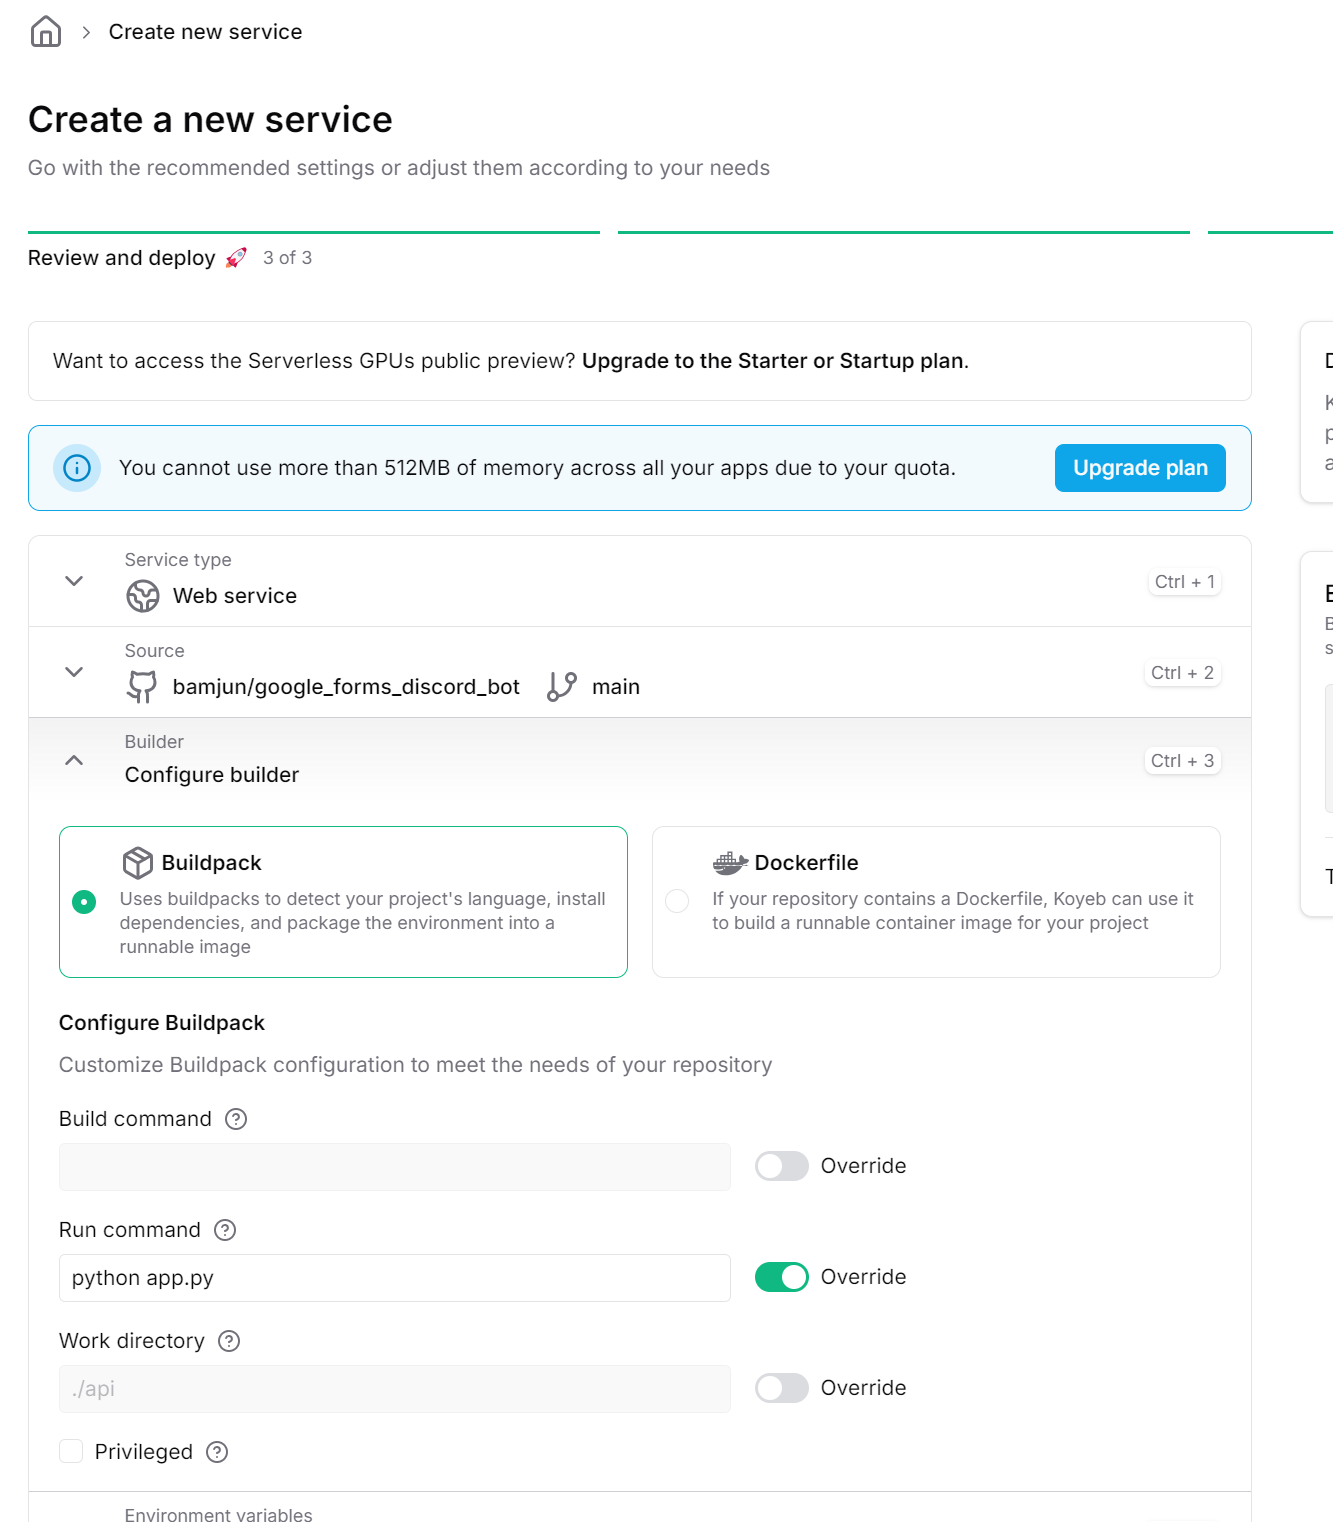 Create new service
Create a new service
Go with the recommended settings or adjust them according to your needs
Review and deploy 🚀 3 of 3
Want to access the Serverless GPUs public preview? Upgrade to the Starter or Startup plan.
You cannot use more than 512MB of memory across all your apps due to your quota.
Upgrade plan
Service type
Web service
Ctrl + 1
Source
bamjun/google_forms_discord_bot main
Ctrl + 2
Builder
Configure builder
Ctrl + 3
Buildpack
Uses buildpacks to detect your project's language, install
dependencies, and package the environment into a
runnable image
Dockerfile
If your repository contains a Dockerfile, Koyeb can use it
to build a runnable container image for your project
Configure Buildpack
Customize Buildpack configuration to meet the needs of your repository
Build command
Override
Run command
python app.py
Override
Work directory
./api
Override
Privileged
Environment variables